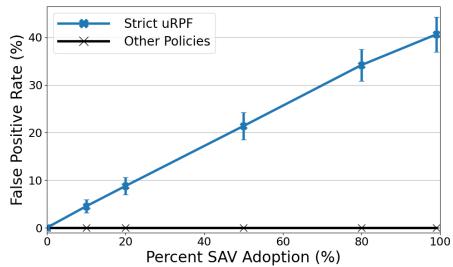 Strict uRPF
Other Policies
False Positive Rate (%)
40
30
20
10
0
0 20 40 60 80 100
Percent SAV Adoption (%)